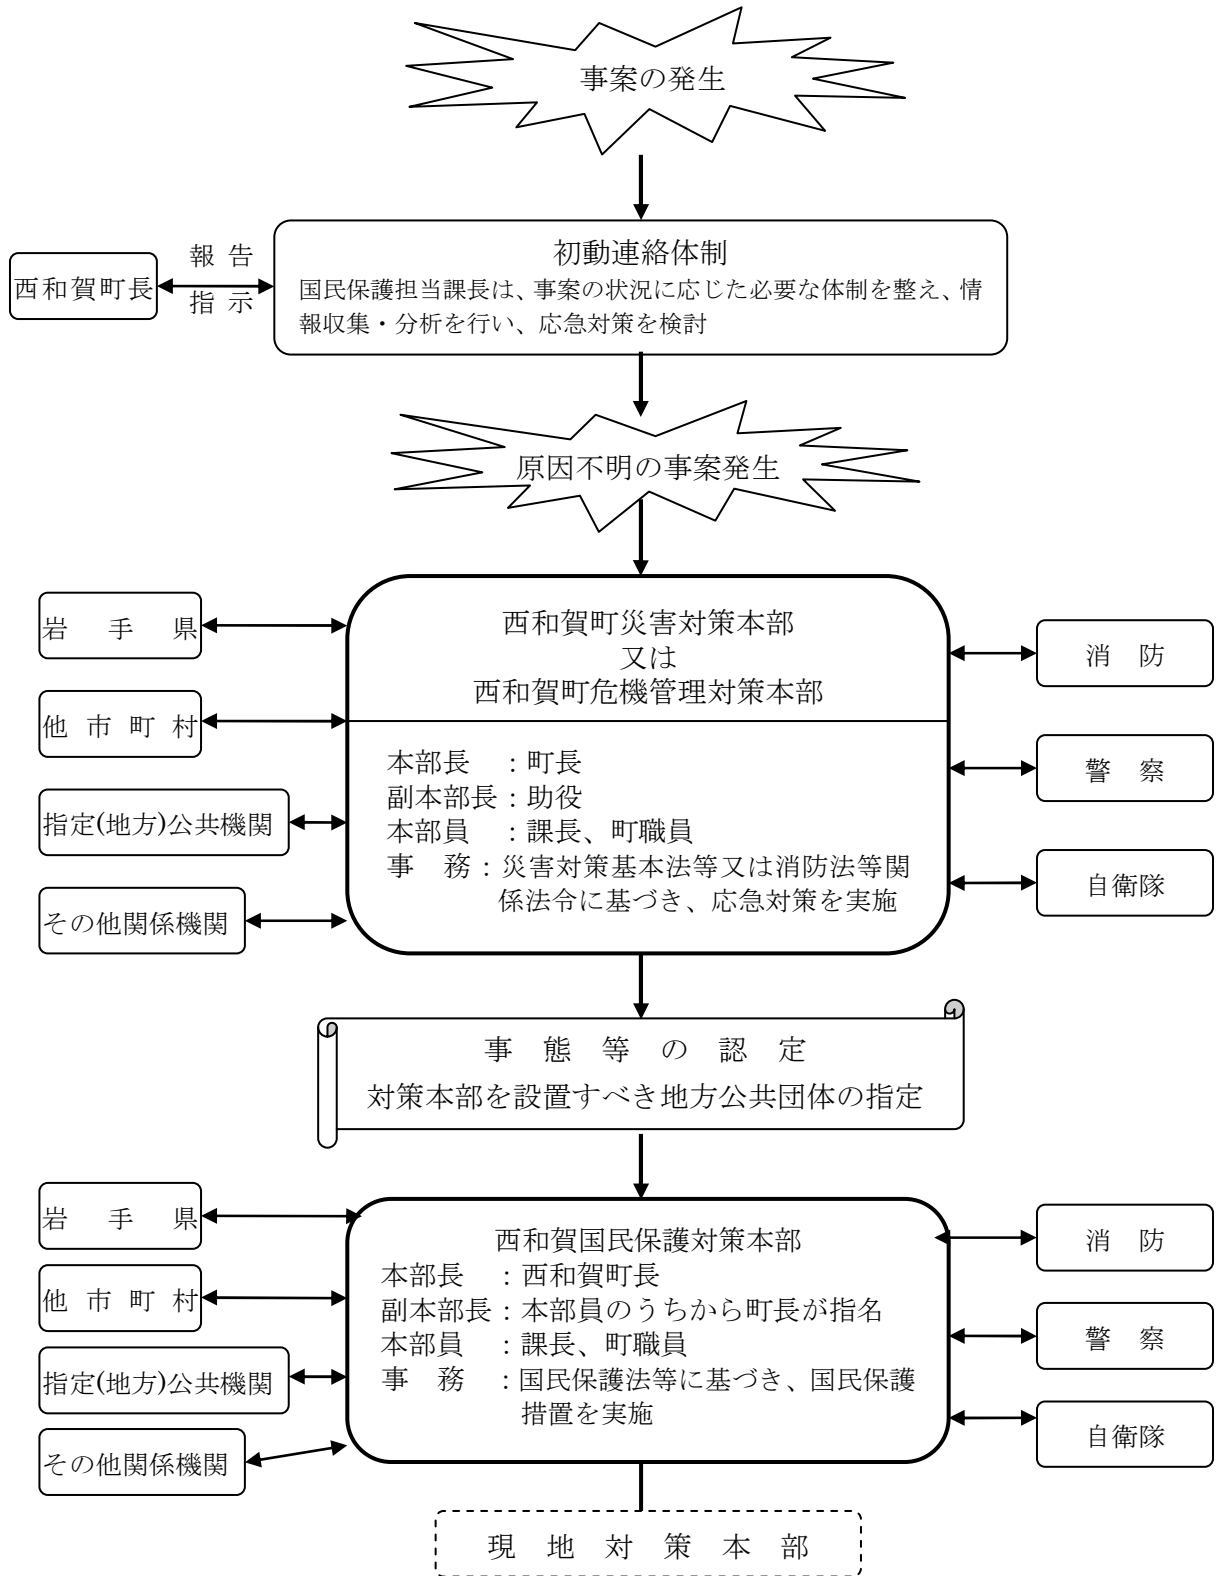 事案の発生
初動連絡体制
国民保護担当課長は、事案の状況に応じた必要な体制を整え、情
報収集・分析を行い、応急対策を検討
西和賀町長
報 告
指 示
原因不明の事案発生
西和賀町災害対策本部
又は
西和賀町危機管理対策本部
本部長 ：町長
副本部長：助役
本部員 ：課長、町職員
事 務：災害対策基本法等又は消防法等関
係法令に基づき、応急対策を実施
岩 手 県
他 市 町 村
指定(地方)公共機関
その他関係機関
消 防
警 察
自衛隊
事 態 等 の 認 定
対策本部を設置すべき地方公共団体の指定
西和賀国民保護対策本部
本部長 ：西和賀町長
副本部長：本部員のうちから町長が指名
本部員 ：課長、町職員
事 務 ：国民保護法等に基づき、国民保護
措置を実施
岩 手 県
他 市 町 村
指定(地方)公共機関
その他関係機関
消 防
警 察
自衛隊
現 地 対 策 本 部